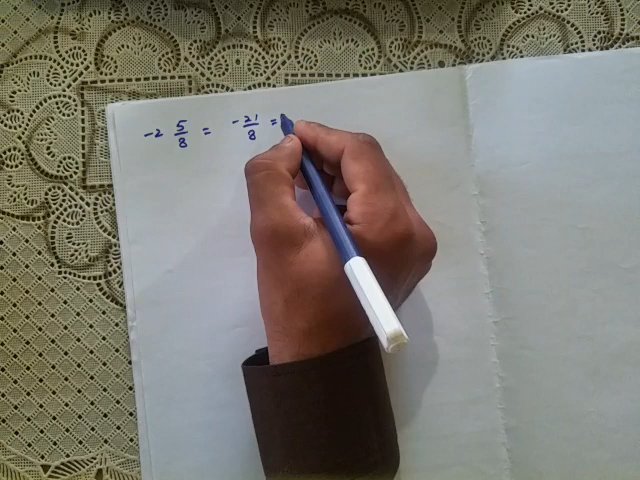 -2 5/8 = -21/8 =